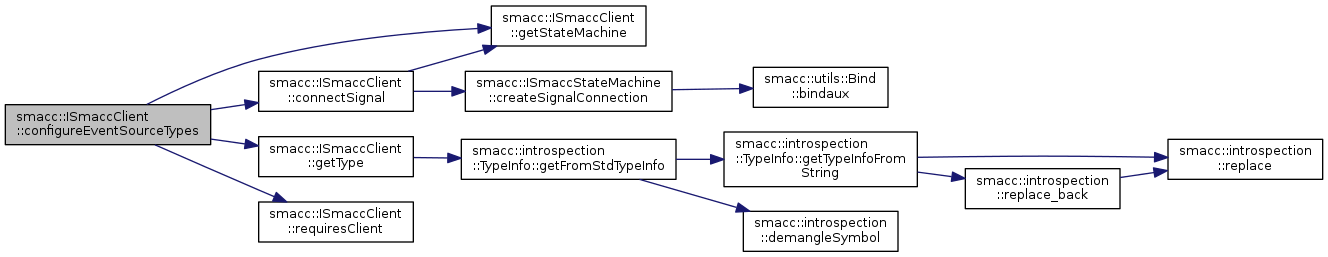 smacc::ISmaccClient
::configureEventSourceTypes
smacc::ISmaccClient
::getStateMachine
smacc::ISmaccClient
::connectSignal
smacc::ISmaccStateMachine
::createSignalConnection
smacc::utils::Bind
::bindaux
smacc::ISmaccClient
::getType
smacc::introspection
::TypeInfo::getFromStdTypeInfo
smacc::introspection
::TypeInfo::getTypeInfoFrom
String
smacc::introspection
::replace
smacc::introspection
::replace_back
smacc::introspection
::demangleSymbol
smacc::ISmaccClient
::requiresClient